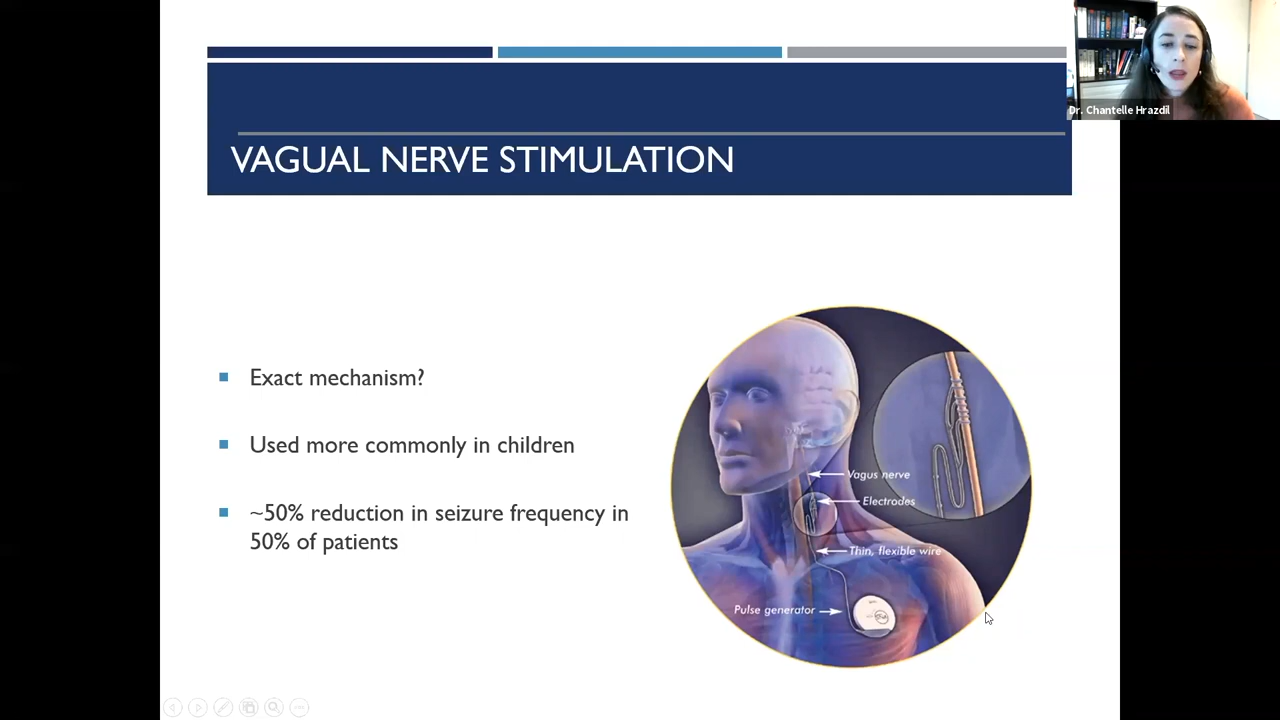 Dr. Chantelle Hrazdil
VAGUAL NERVE STIMULATION
Exact mechanism?
Used more commonly in children
~50% reduction in seizure frequency in
50% of patients
Vagus nerve
Electrodes
Thin, flexible wire
Pulse generator